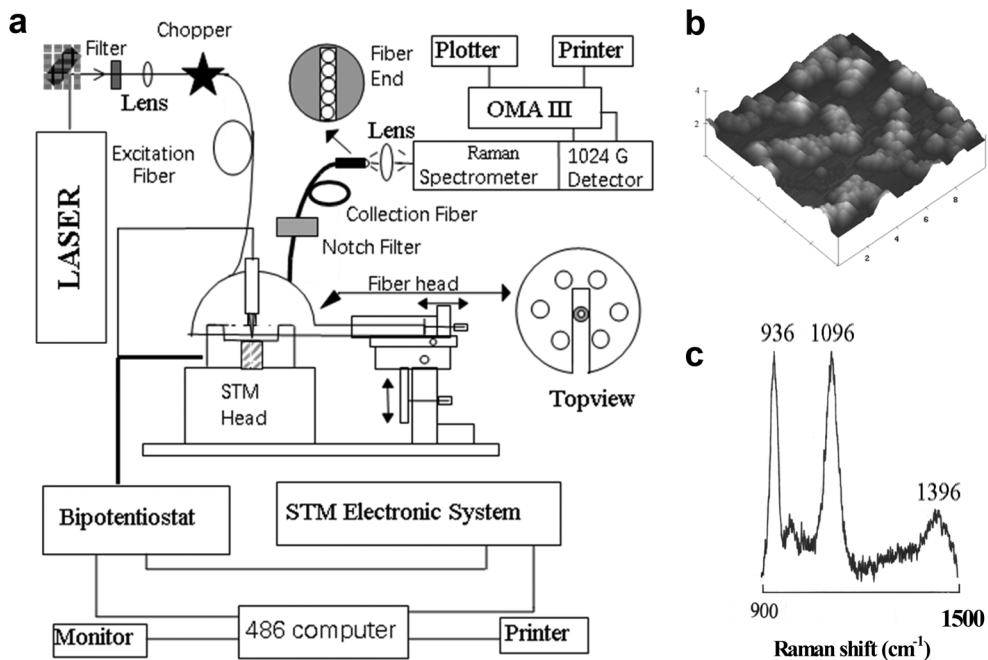 a
Filter
Chopper
Lens
LASER
Excitation
Fiber
Fiber
End
Lens
Plotter
Printer
OMA III
Raman
Spectrometer
1024 G
Detector
Collection Fiber
Notch Filter
Fiber head
Topview
STM
Head
Bipotentiostat
STM Electronic System
486 computer
Monitor
Printer
b
4
2
2
4
6
8
c
936
1096
1396
900
1500
Raman shift (cm⁻¹)